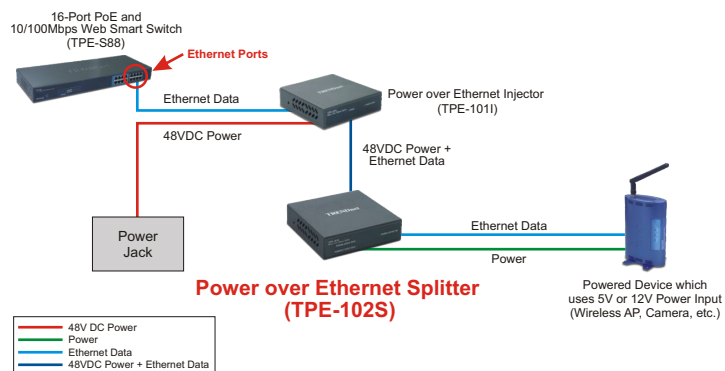 16-Port PoE and
10/100Mbps Web Smart Switch
(TPE-S88)
Ethernet Ports
Ethernet Data
48VDC Power
Power over Ethernet Injector
(TPE-101I)
48VDC Power +
Ethernet Data
TRENDnet
TRENDnet
Power
Jack
Ethernet Data
Power
Power over Ethernet Splitter
(TPE-102S)
Powered Device which
uses 5V or 12V Power Input
(Wireless AP, Camera, etc.)
48V DC Power
Power
Ethernet Data
48VDC Power + Ethernet Data